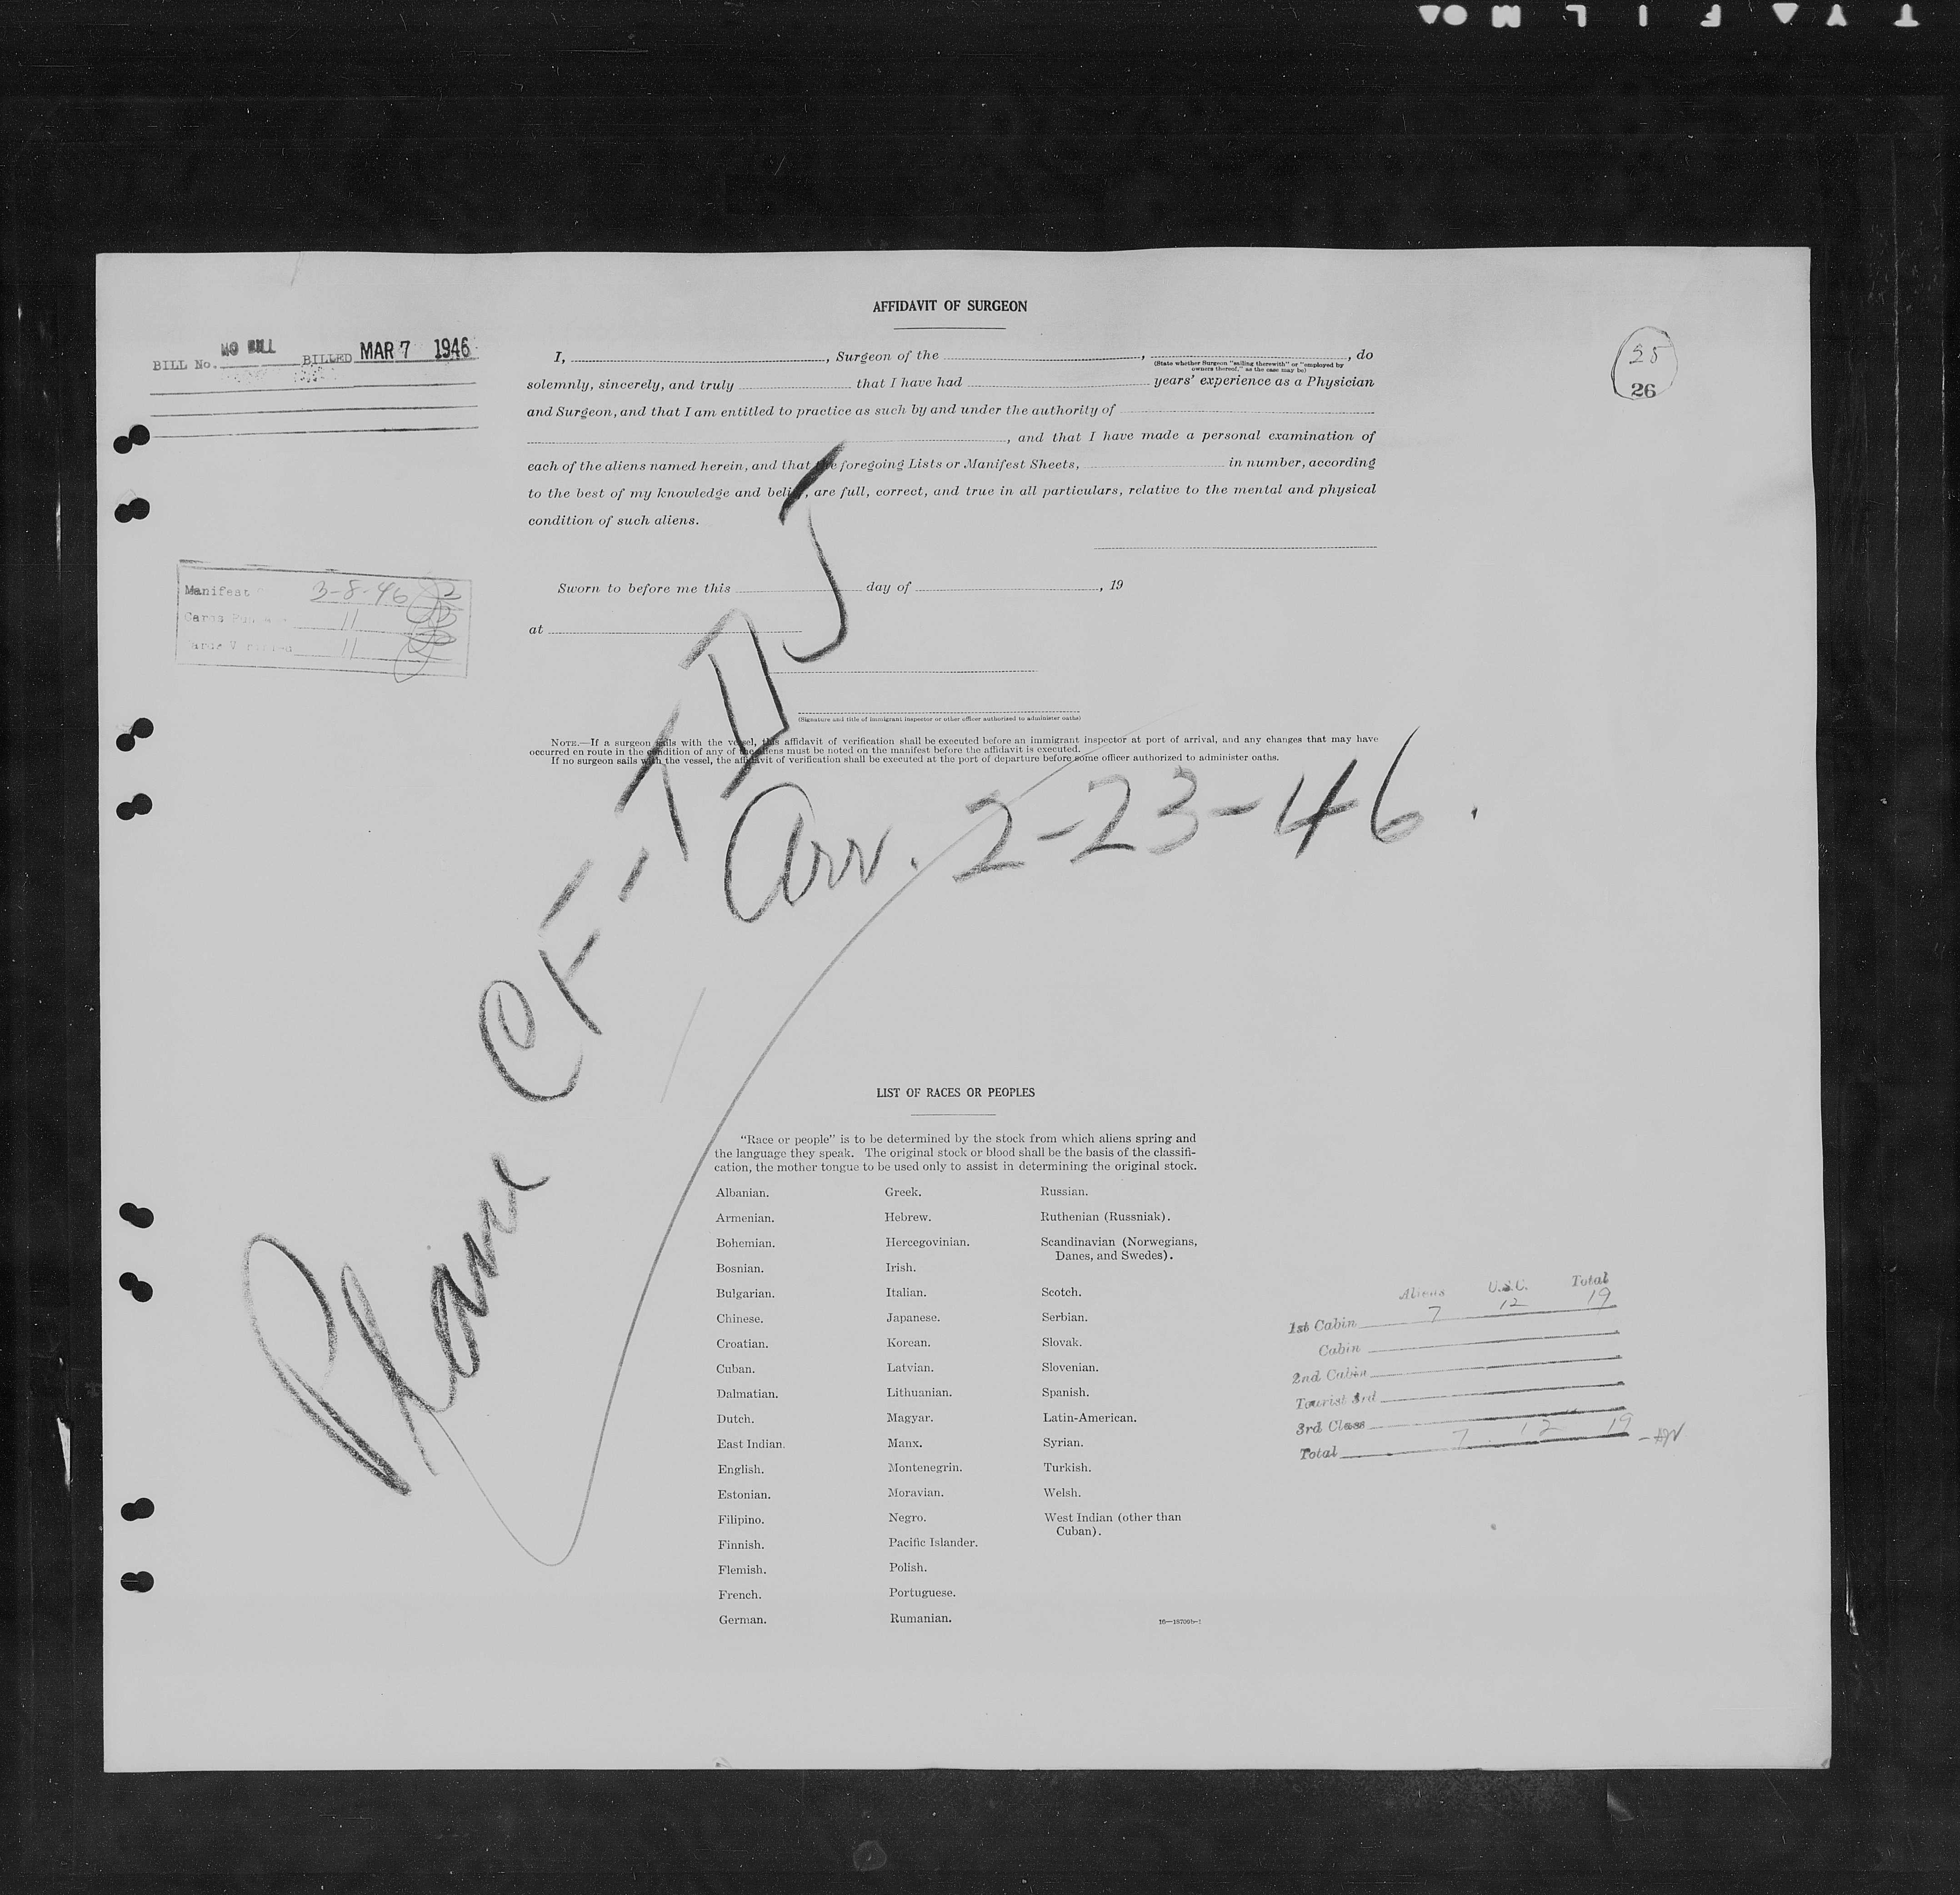 AFFIDAVIT OF SURGEON
BILL No. NO BILL BILLED MAR 7 1946
25
26
I, , Surgeon of the , , do
(State whether Surgeon "sailing therewith" or "employed by
owners thereof," as the case may be)
solemnly, sincerely, and truly that I have had years' experience as a Physician
and Surgeon, and that I am entitled to practice as such by and under the authority of
, and that I have made a personal examination of
each of the aliens named herein, and that the foregoing Lists or Manifest Sheets, in number, according
to the best of my knowledge and belief, are full, correct, and true in all particulars, relative to the mental and physical
condition of such aliens.
Manifest 3-8-46
Cards 11
Cards 11
Sworn to before me this day of , 19
at
(Signature and title of immigrant inspector or other officer authorized to administer oaths)
NOTE.—If a surgeon sails with the vessel, this affidavit of verification shall be executed before an immigrant inspector at port of arrival, and any changes that may have
occurred en route in the condition of any of the aliens must be noted on the manifest before the affidavit is executed.
If no surgeon sails with the vessel, the affidavit of verification shall be executed at the port of departure before some officer authorized to administer oaths.
Plane CF-TDJ
Arr. 2-23-46.
LIST OF RACES OR PEOPLES
"Race or people" is to be determined by the stock from which aliens spring and
the language they speak. The original stock or blood shall be the basis of the classifi-
cation, the mother tongue to be used only to assist in determining the original stock.
Albanian. Greek. Russian.
Armenian. Hebrew. Ruthenian (Russniak).
Bohemian. Hercegovinian. Scandinavian (Norwegians,
Danes, and Swedes).
Bosnian. Irish.
Bulgarian. Italian. Scotch.
Chinese. Japanese. Serbian.
Croatian. Korean. Slovak.
Cuban. Latvian. Slovenian.
Dalmatian. Lithuanian. Spanish.
Dutch. Magyar. Latin-American.
East Indian. Manx. Syrian.
English. Montenegrin. Turkish.
Estonian. Moravian. Welsh.
Filipino. Negro. West Indian (other than
Cuban).
Finnish. Pacific Islander.
Flemish. Polish.
French. Portuguese.
German. Rumanian.
Aliens U.S.C. Total
1st Cabin 7 12 19
Cabin
2nd Cabin
Tourist 3rd
3rd Class
Total 7 12 19